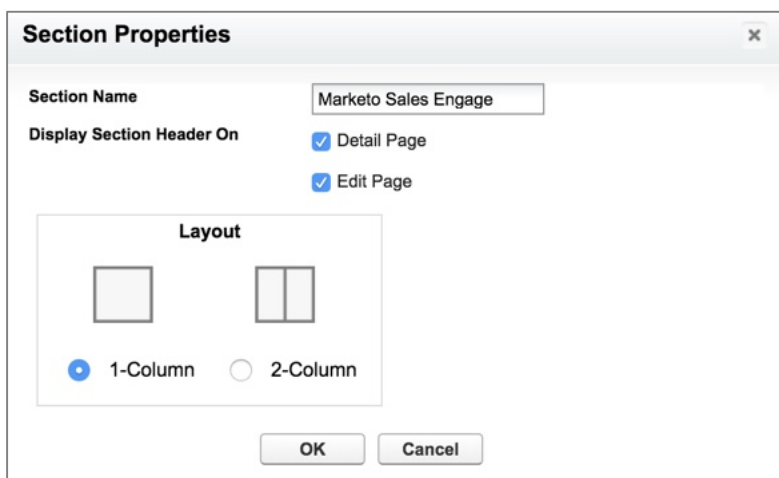 Section Properties
Section Name
Marketo Sales Engage
Display Section Header On
Detail Page
Edit Page
Layout
1-Column
2-Column
OK
Cancel